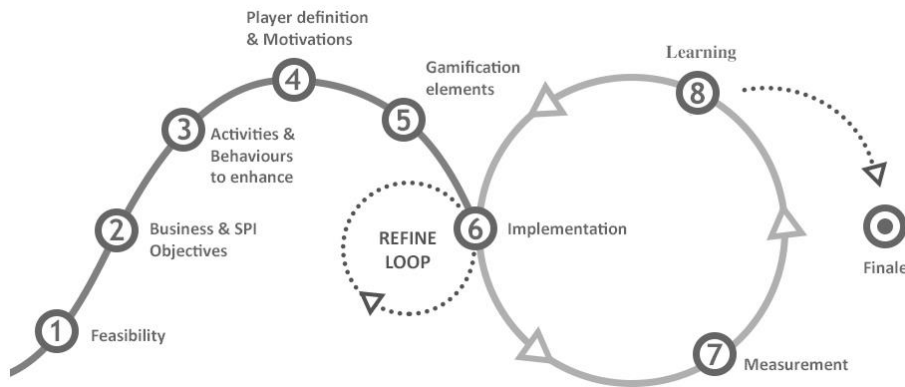 Player definition
& Motivations
4
Gamification
elements
5
3
Activities &
Behaviours
to enhance
2
Business & SPI
Objectives
1
Feasibility
REFINE
LOOP
6
Implementation
Learning
8
7
Measurement
Finale